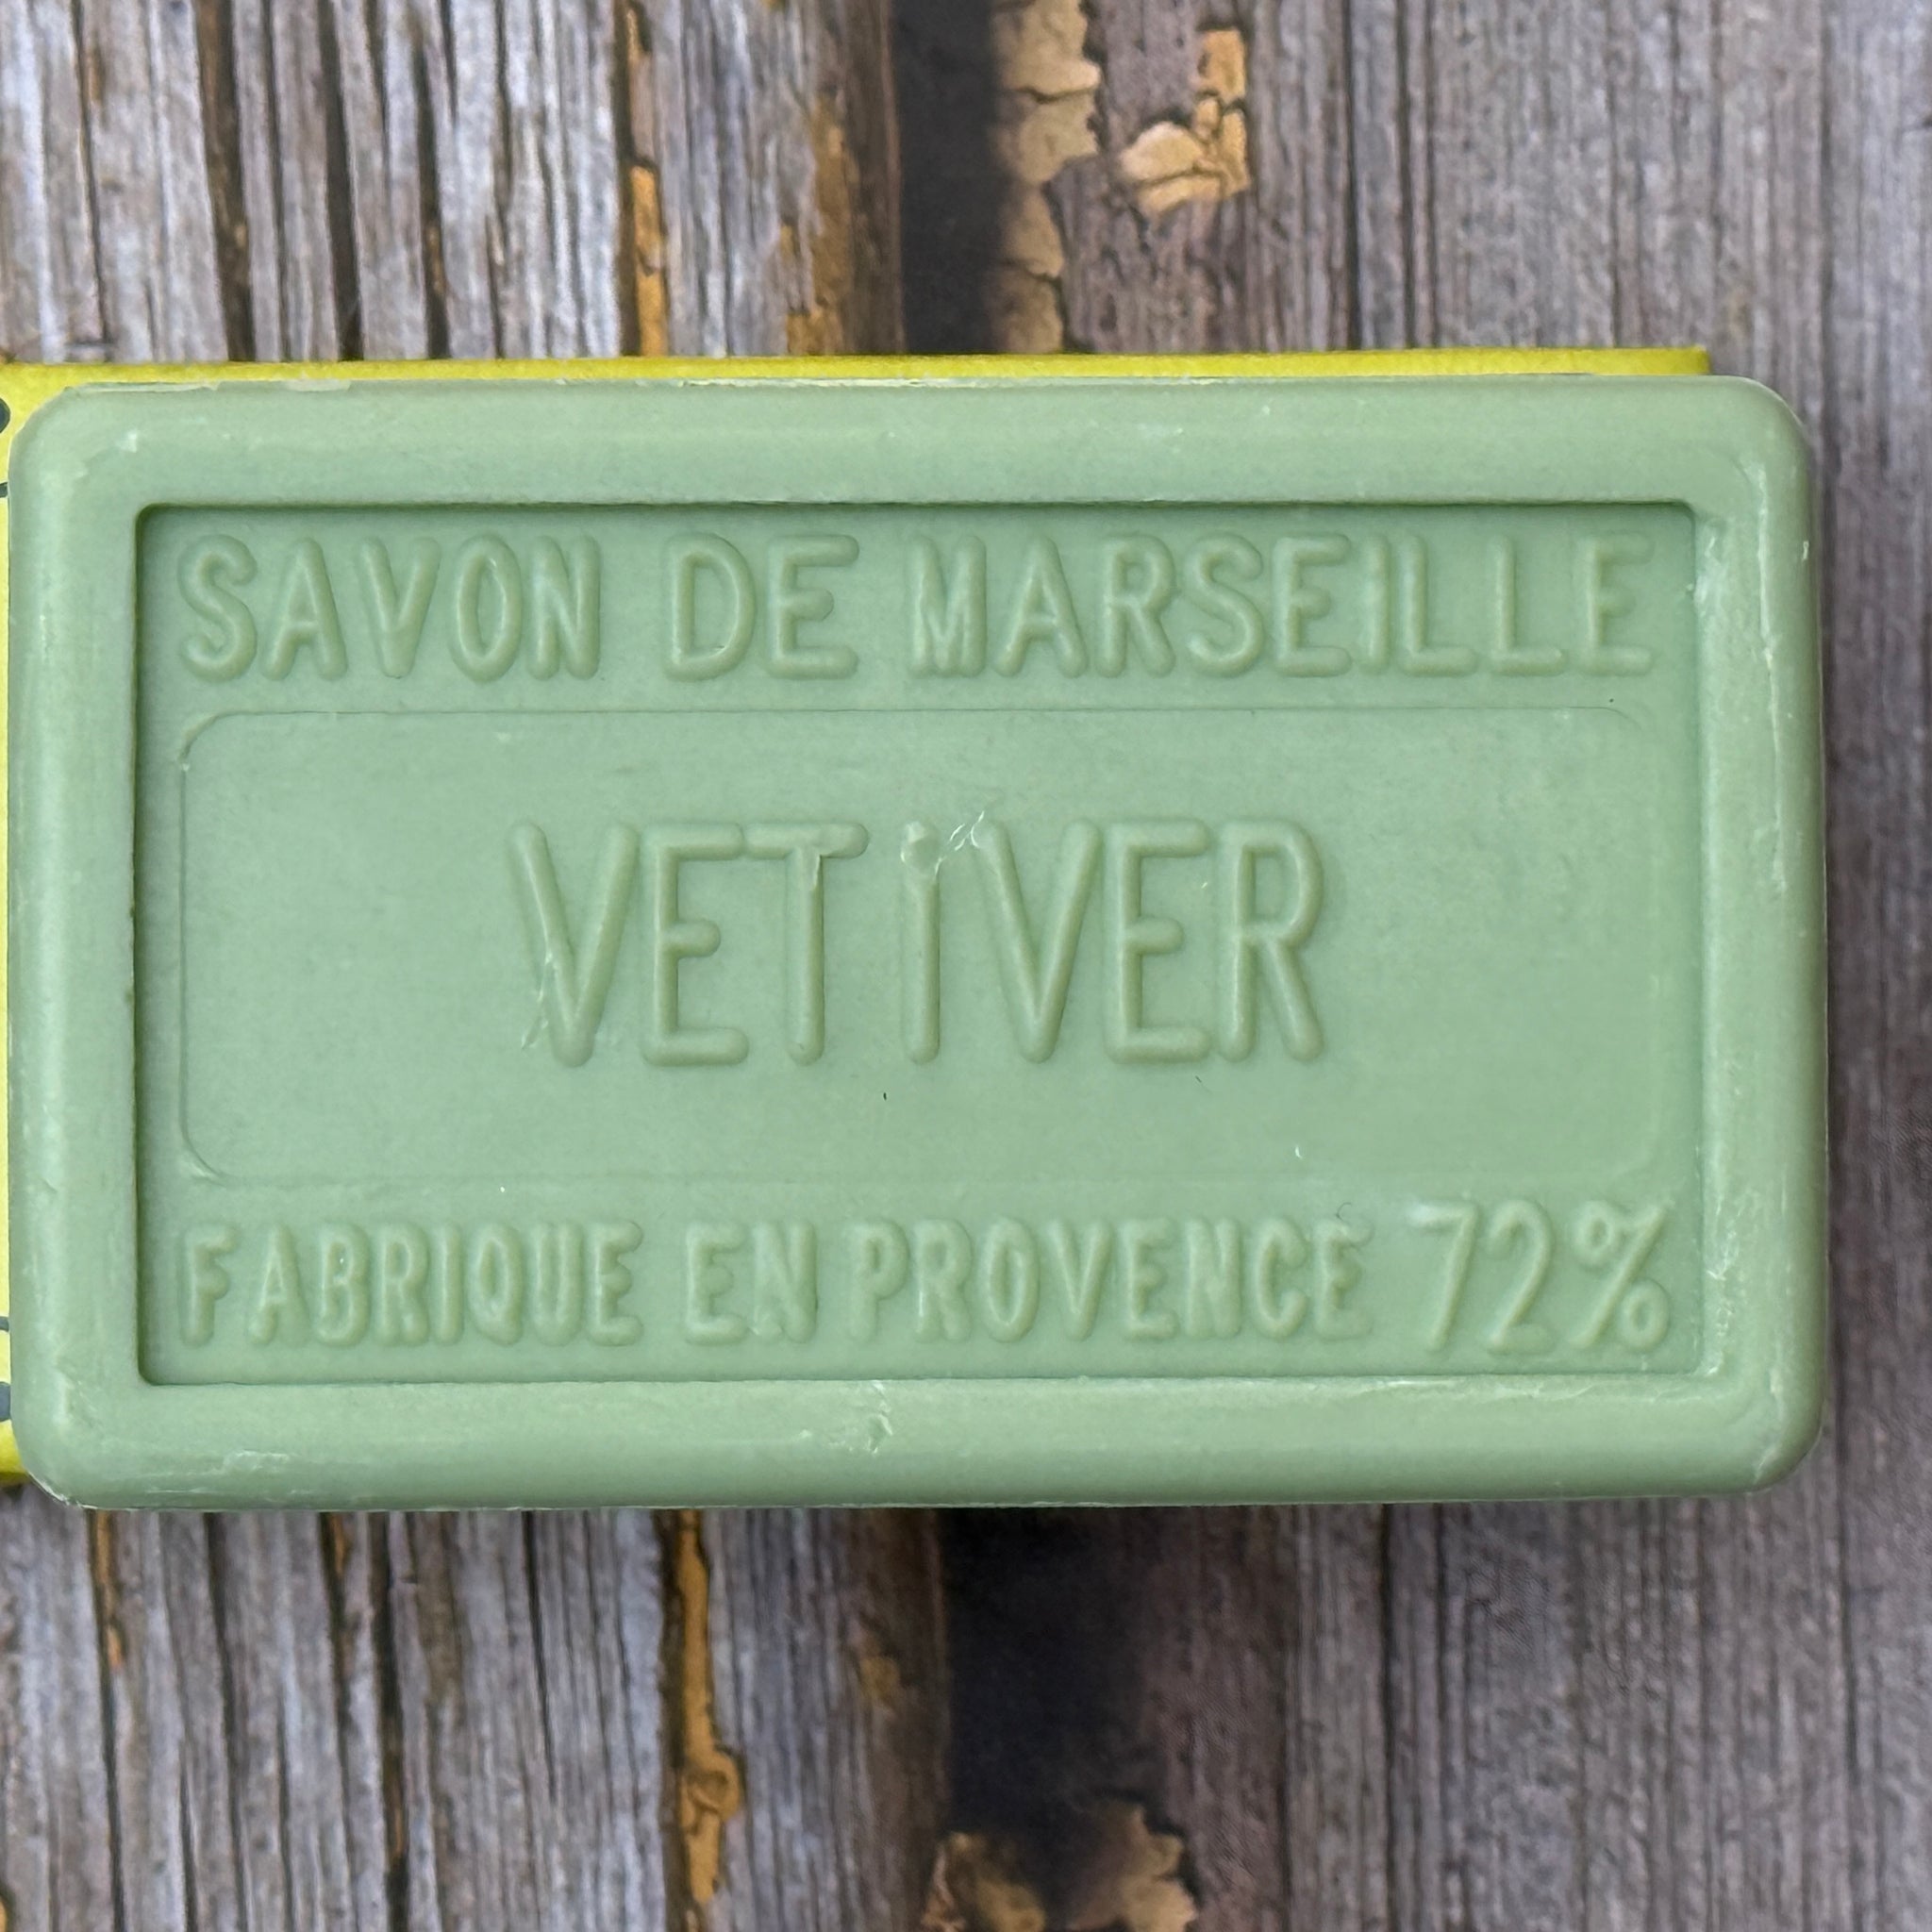 SAVON DE MARSEILLE
VETiVER
FABRIQUE EN PROVENCE 72%